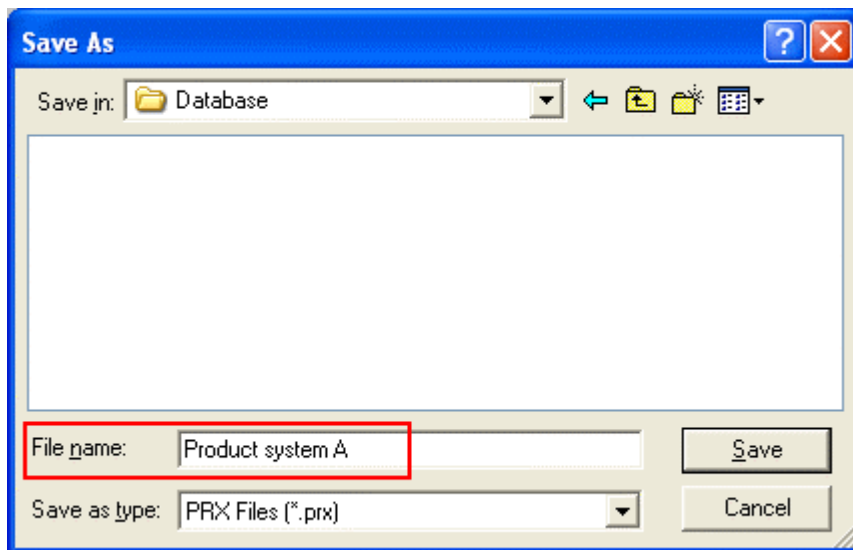 Save As
Save in: Database
File name: Product system A
Save
Save as type: PRX Files (*.prx)
Cancel